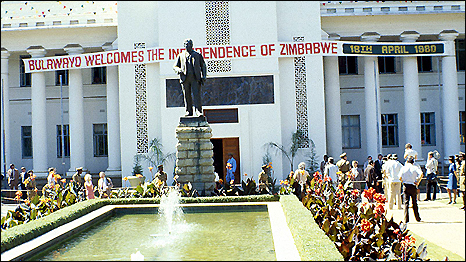 BULAWAYO WELCOMES THE INDEPENDENCE OF ZIMBABWE 18TH APRIL 1980